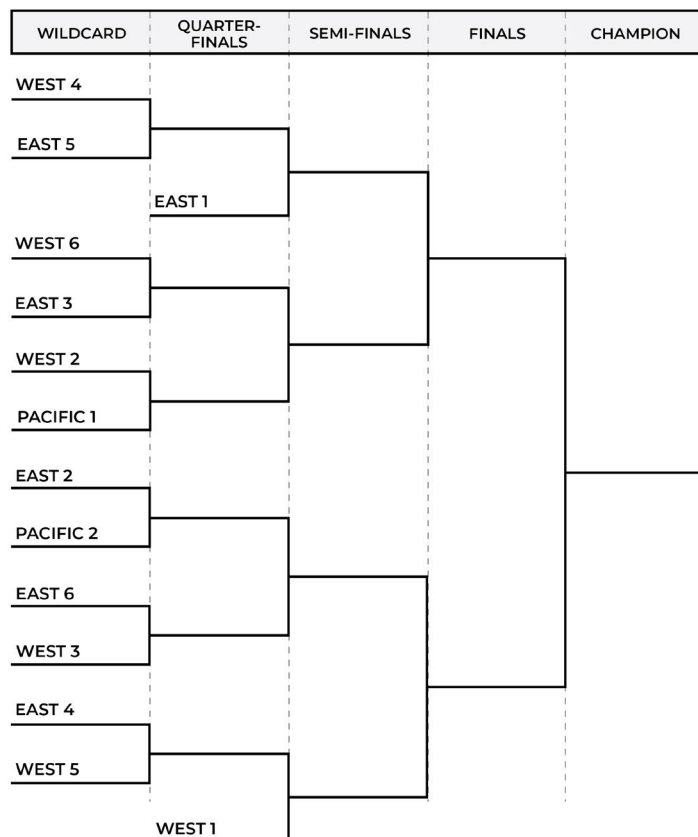 WILDCARD
QUARTER-
FINALS
SEMI-FINALS
FINALS
CHAMPION
WEST 4
EAST 5
EAST 1
WEST 6
EAST 3
WEST 2
PACIFIC 1
EAST 2
PACIFIC 2
EAST 6
WEST 3
EAST 4
WEST 5
WEST 1